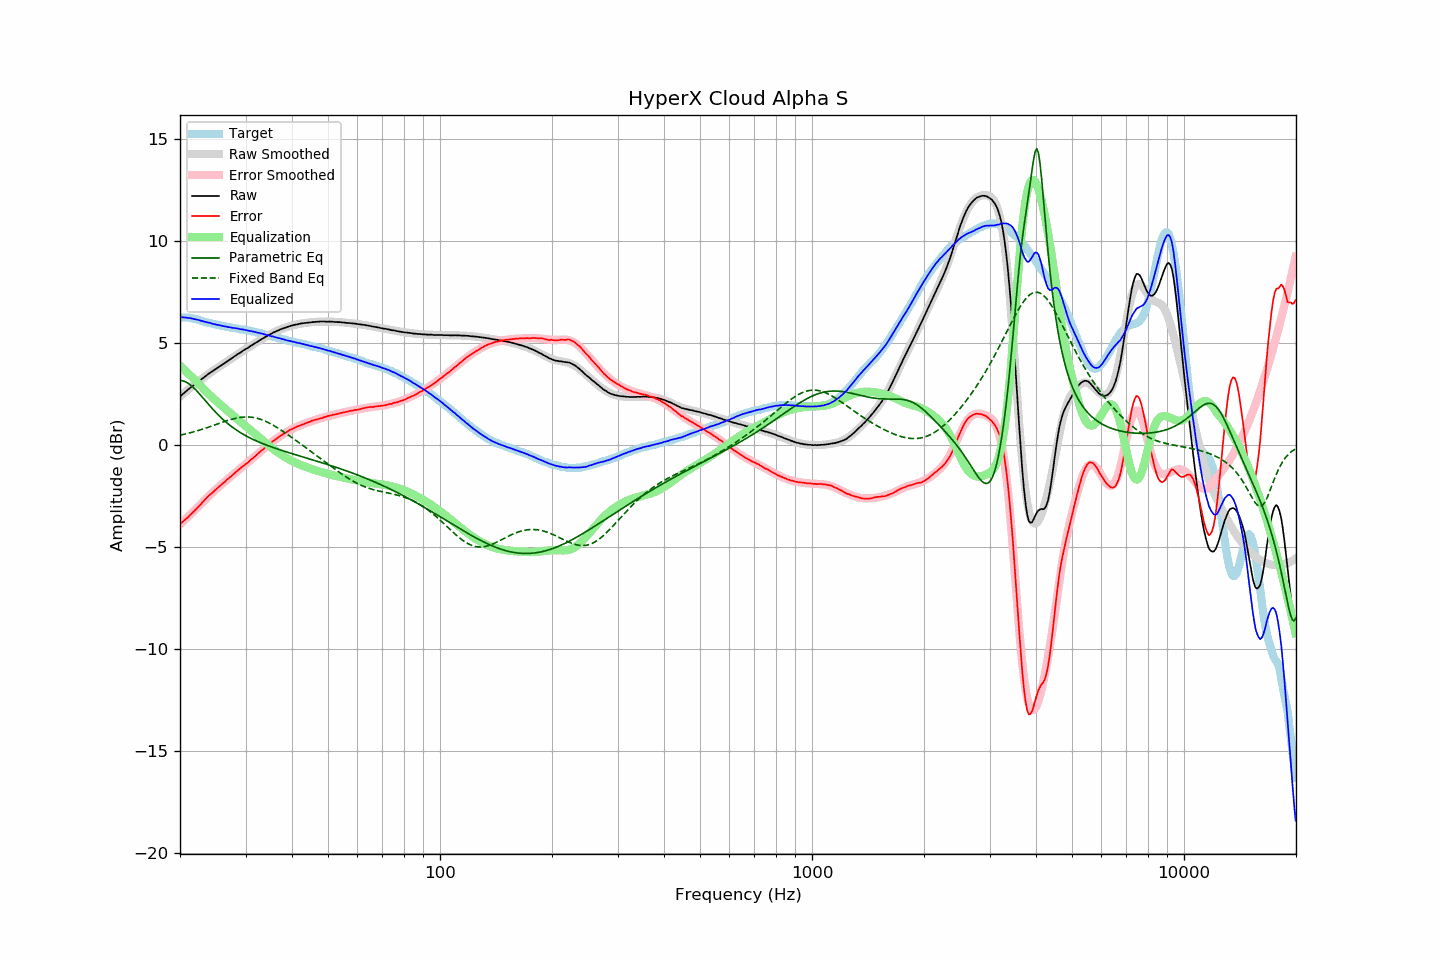 HyperX Cloud Alpha S
Target
Raw Smoothed
Error Smoothed
Raw
Error
Equalization
Parametric Eq
Fixed Band Eq
Equalized
Amplitude (dBr)
15
10
5
0
−5
−10
−15
−20
100
1000
10000
Frequency (Hz)